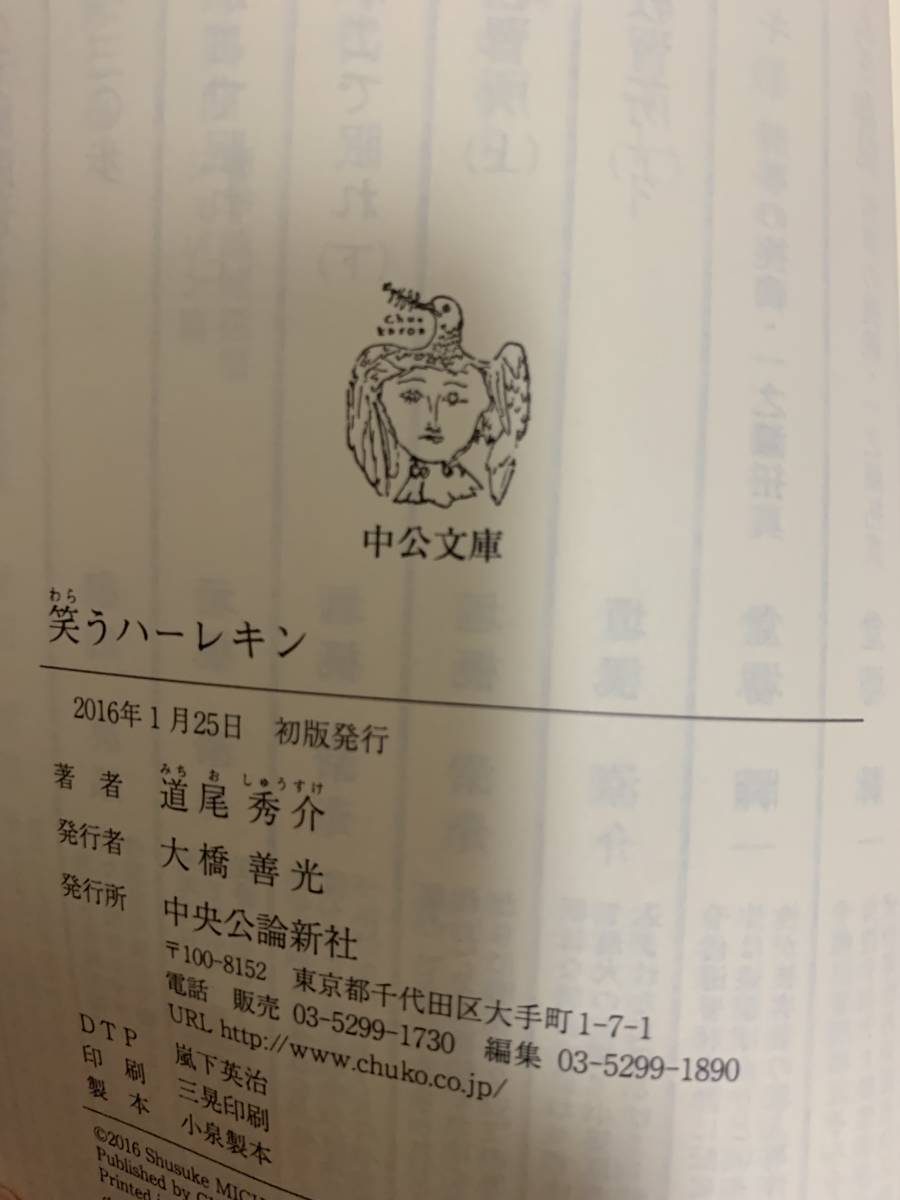 Chuo
koron
中公文庫
わら
笑うハーレキン
2016年1月25日 初版発行
みち お しゅうすけ
著者 道尾秀介
発行者 大橋善光
発行所 中央公論新社
〒100-8152 東京都千代田区大手町1-7-1
電話 販売 03-5299-1730 編集 03-5299-1890
URL http://www.chuko.co.jp/
DTP 嵐下英治
印刷 三晃印刷
製本 小泉製本
©2016 Shusuke
Published by
Printed